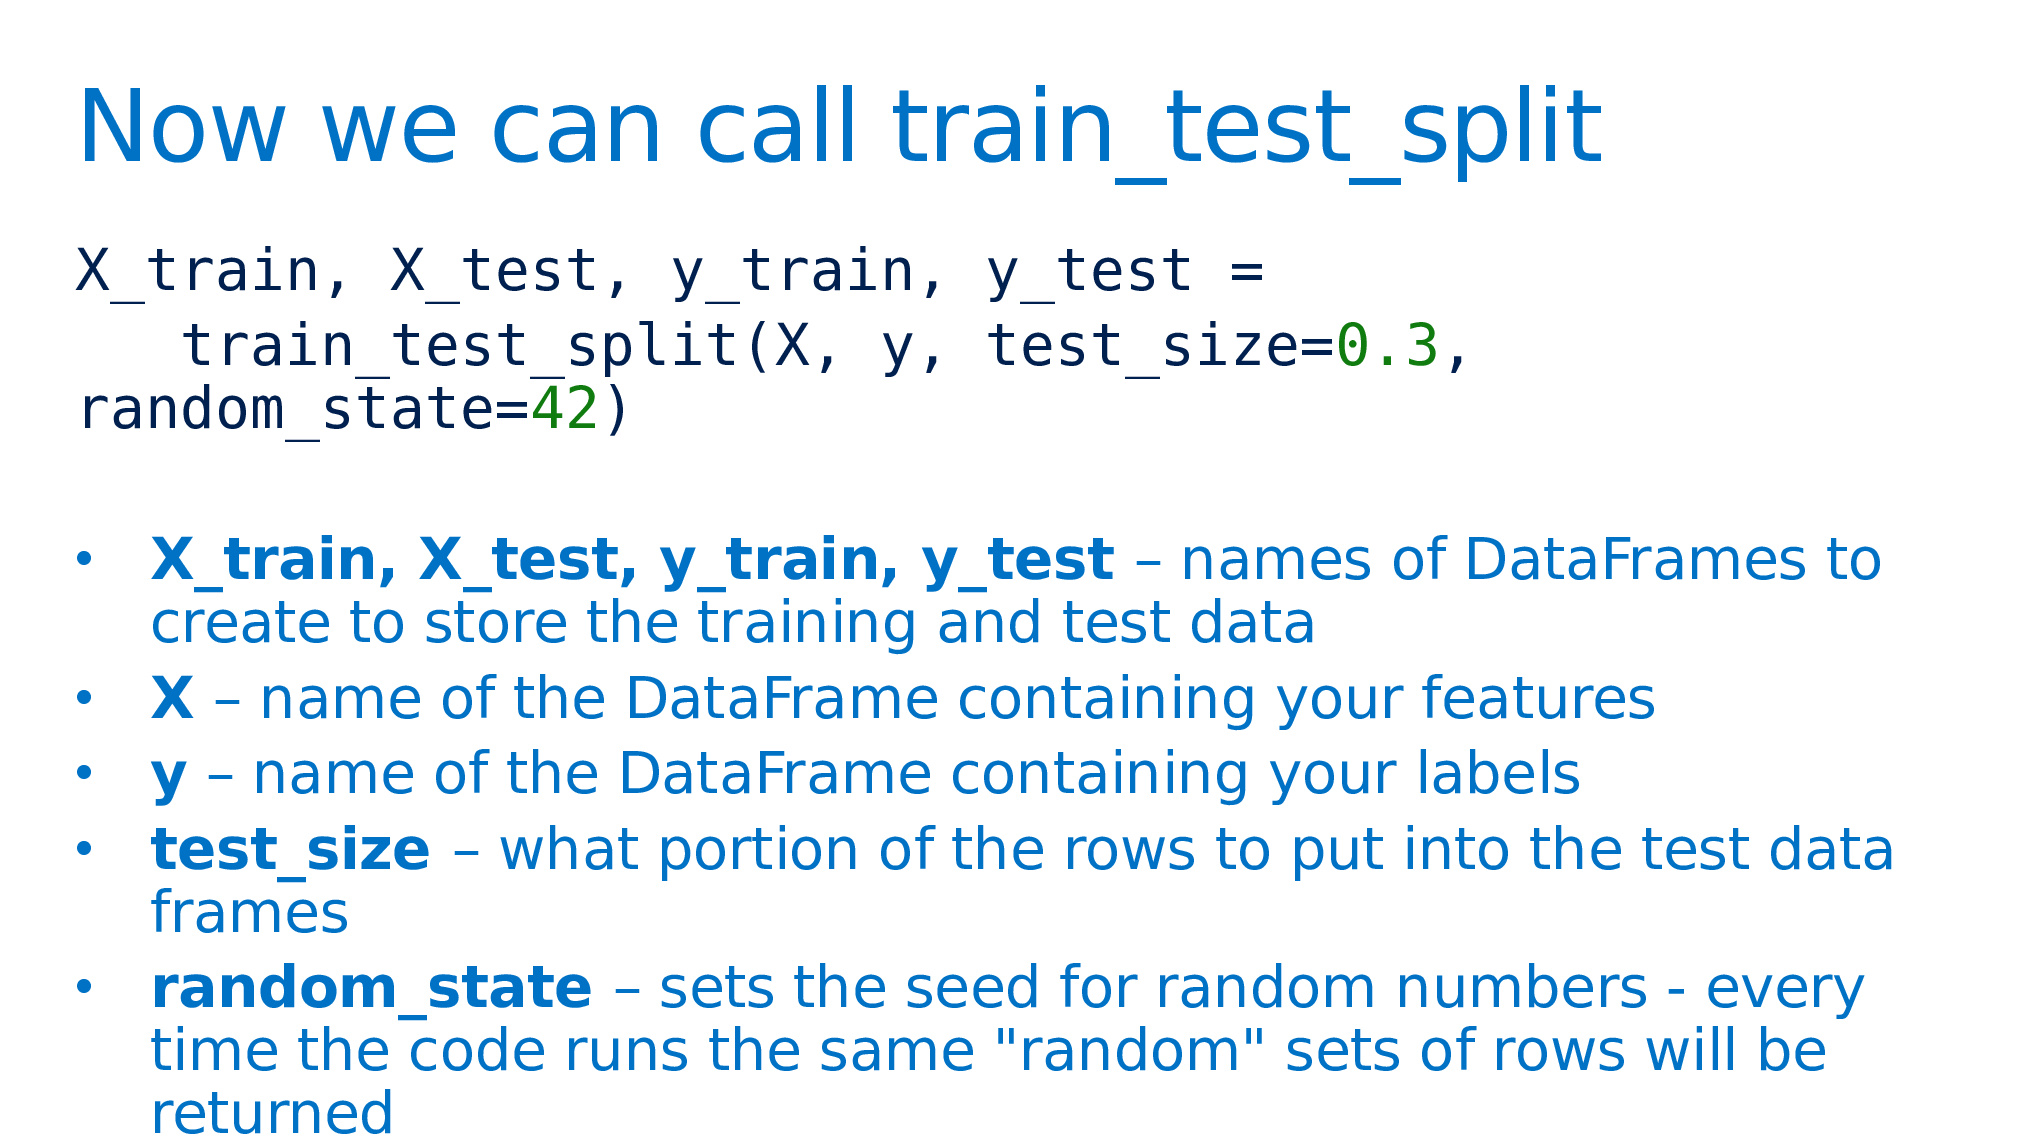 Now we can call train_test_split
X_train, X_test, y_train, y_test =
train_test_split(X, y, test_size=0.3,
random_state=42)
• X_train, X_test, y_train, y_test – names of DataFrames to
create to store the training and test data
• X – name of the DataFrame containing your features
• y – name of the DataFrame containing your labels
• test_size – what portion of the rows to put into the test data
frames
• random_state – sets the seed for random numbers - every
time the code runs the same "random" sets of rows will be
returned